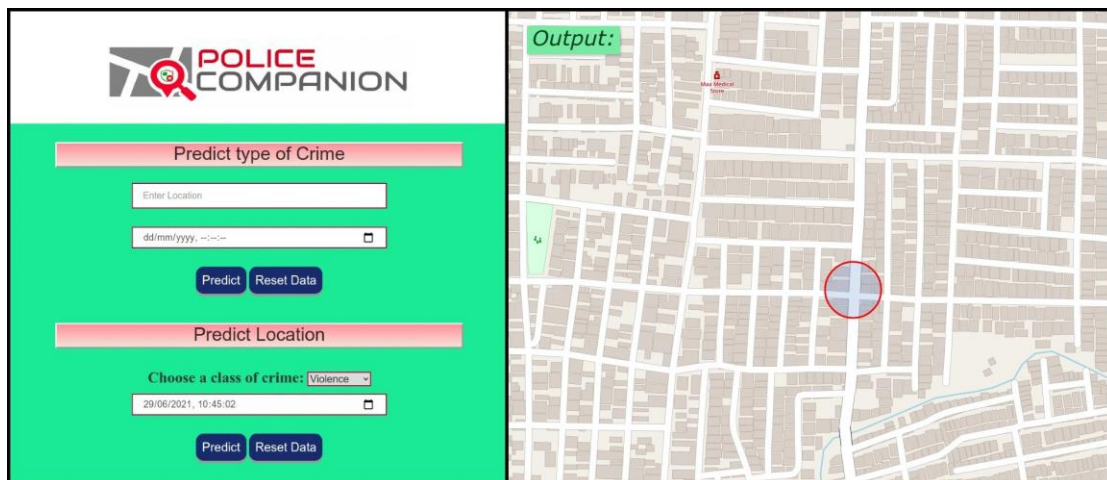 POLICE
COMPANION
Predict type of Crime
Enter Location
dd/mm/yyyy, --:--:--
Predict Reset Data
Predict Location
Choose a class of crime: Violence
29/06/2021, 10:45:02
Predict Reset Data
Output:
Max Medical
Store